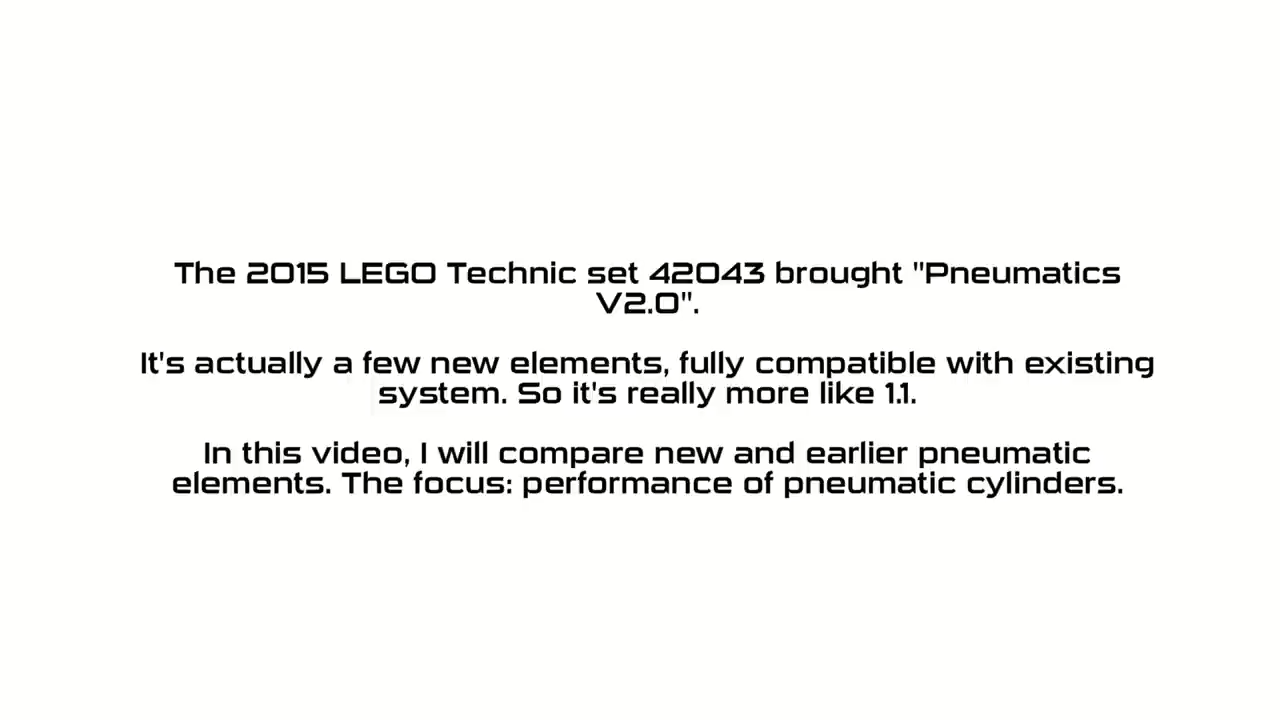 The 2015 LEGO Technic set 42043 brought "Pneumatics
V2.0".
It's actually a few new elements, fully compatible with existing
system. So it's really more like 1.1.
In this video, I will compare new and earlier pneumatic
elements. The focus: performance of pneumatic cylinders.